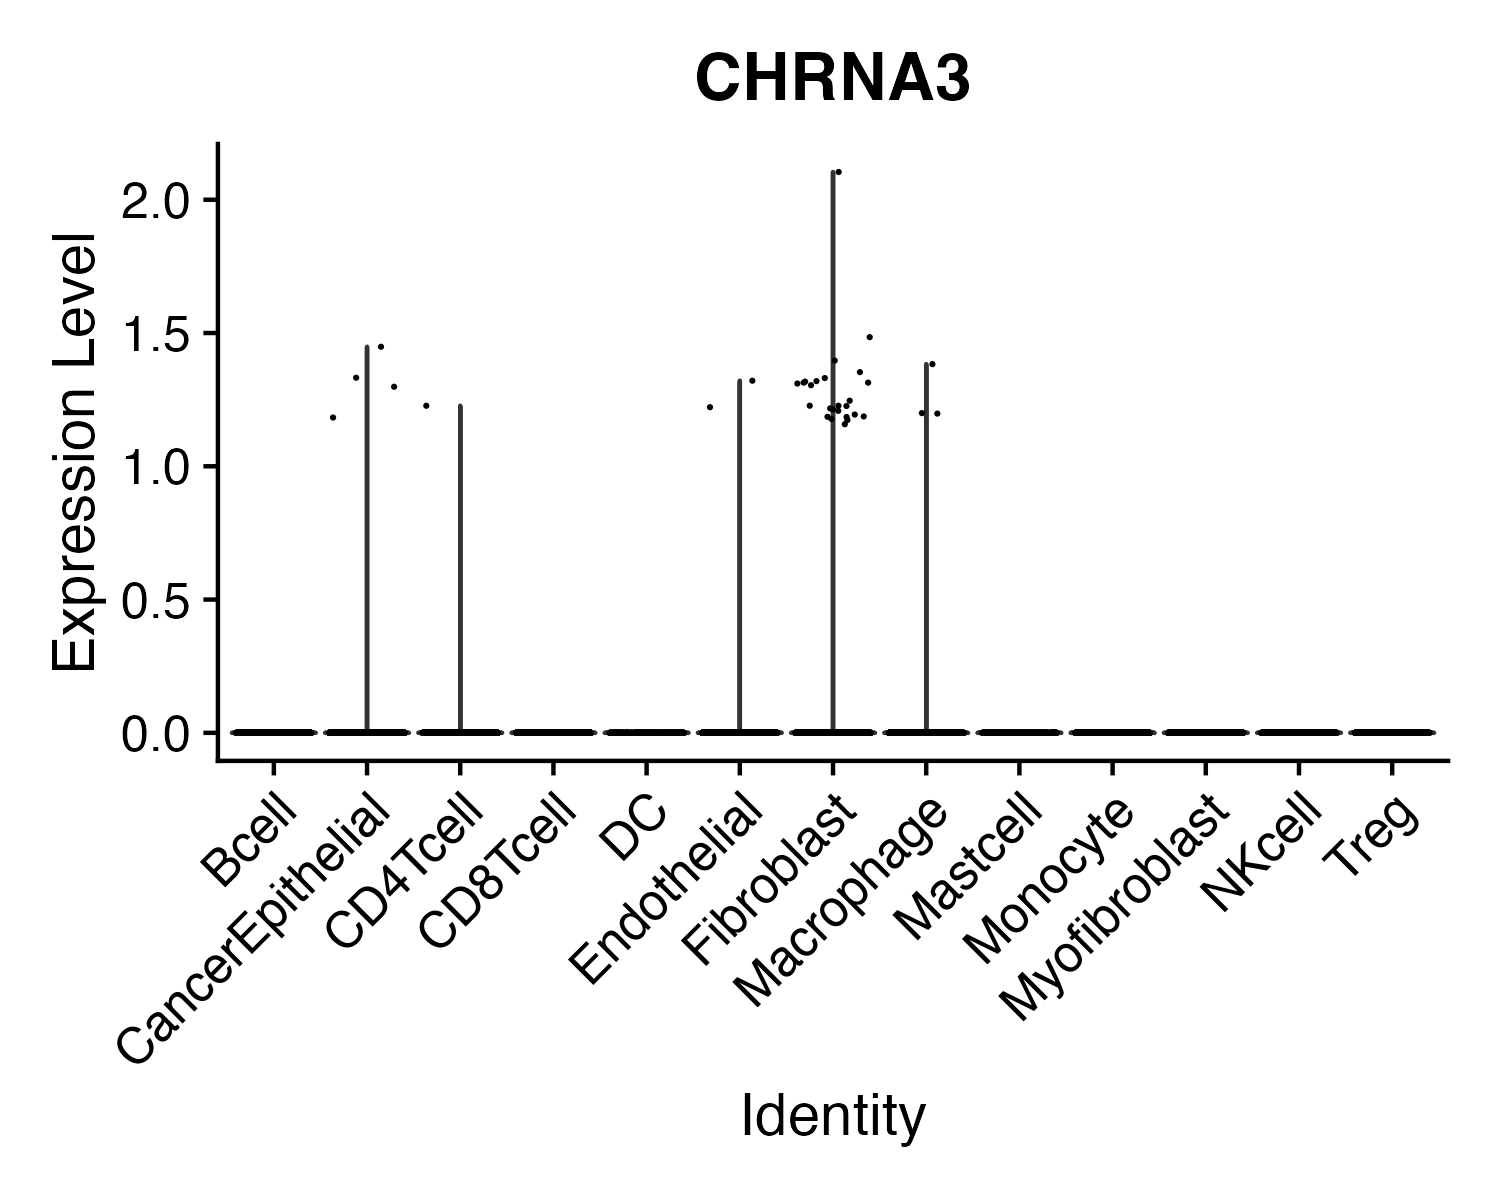 CHRNA3
Expression Level
2.0
1.5
1.0
0.5
0.0
Bcell
CancerEpithelial
CD4Tcell
CD8Tcell
DC
Endothelial
Fibroblast
Macrophage
Mastcell
Monocyte
Myofibroblast
NKcell
Treg
Identity